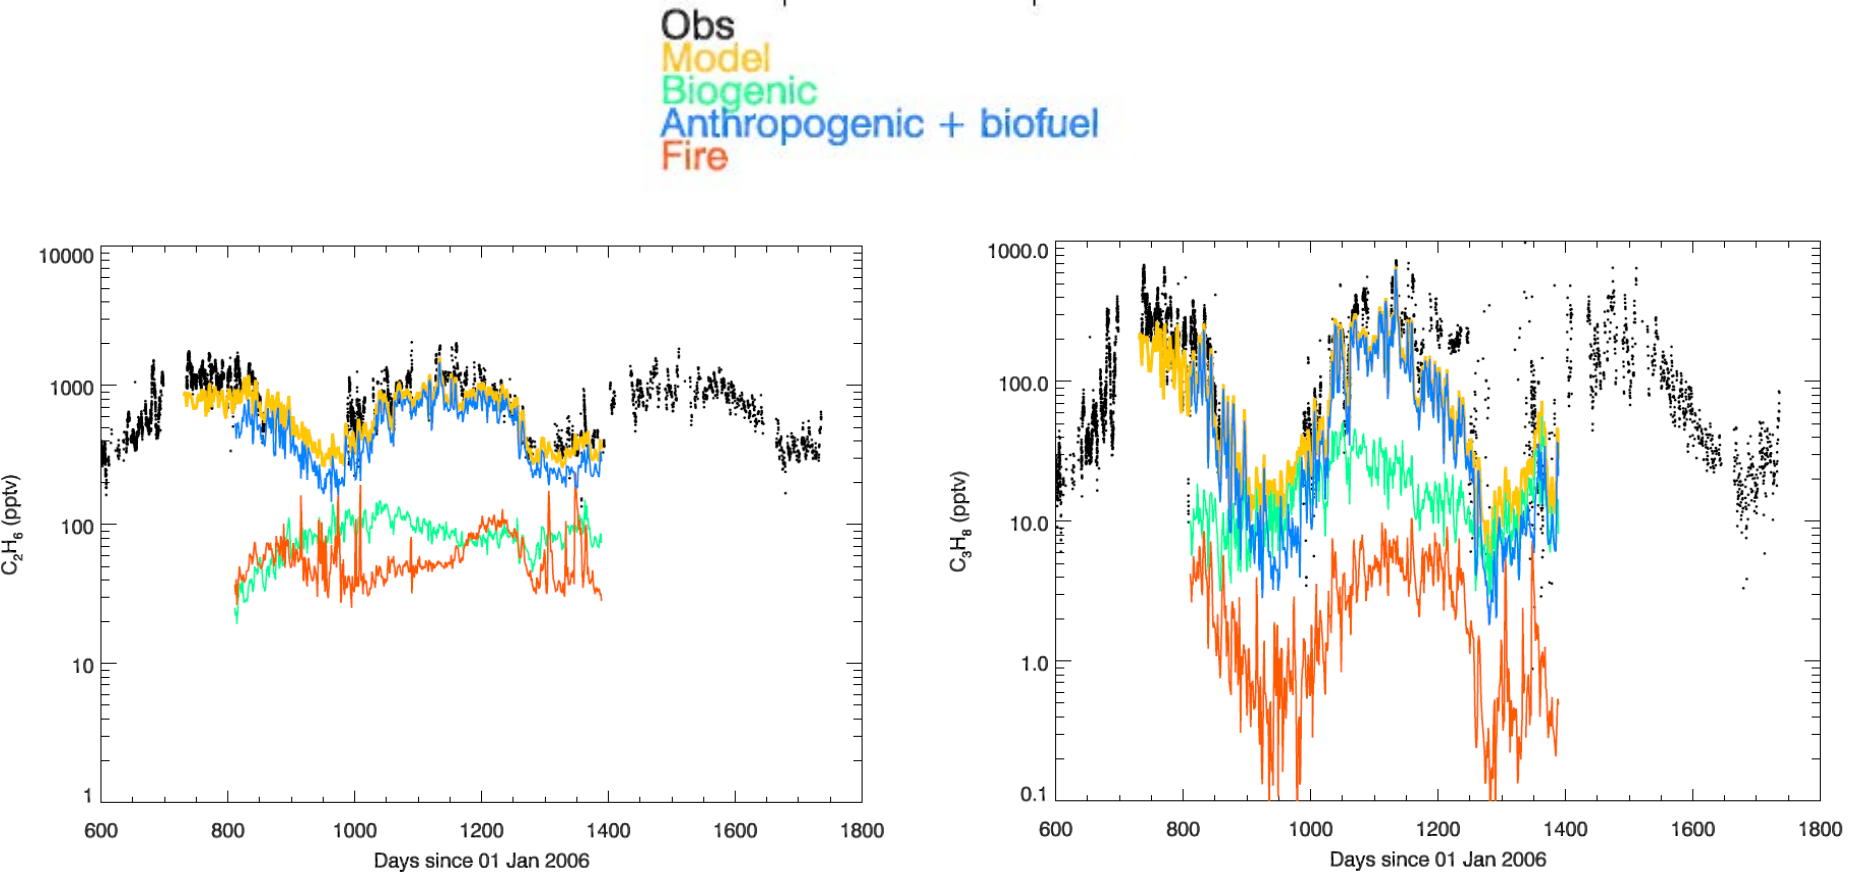 Obs
Model
Biogenic
Anthropogenic + biofuel
Fire
10000
1000
100
10
1
C₂H₆ (pptv)
600 800 1000 1200 1400 1600 1800
Days since 01 Jan 2006
1000.0
100.0
10.0
1.0
0.1
C₃H₈ (pptv)
600 800 1000 1200 1400 1600 1800
Days since 01 Jan 2006